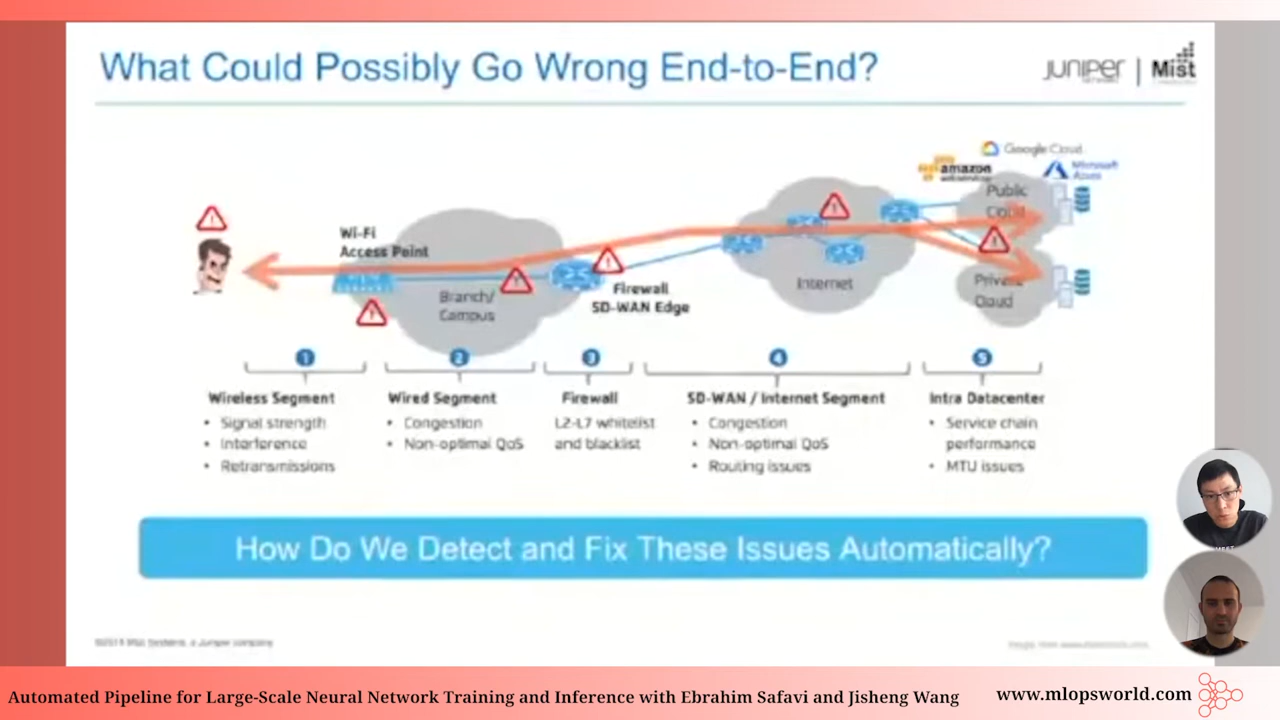 What Could Possibly Go Wrong End-to-End?
JUNIPER | Mist
Google Cloud
amazon
Microsoft
Azure
Public
Cloud
Wi-Fi
Access Point
Branch/
Campus
Firewall
SD-WAN Edge
Internet
Private
Cloud
1
2
3
4
5
Wireless Segment
• Signal strength
• Interference
• Retransmissions
Wired Segment
• Congestion
• Non-optimal QoS
Firewall
L2-L7 whitelist
and blacklist
SD-WAN / Internet Segment
• Congestion
• Non-optimal QoS
• Routing issues
Intra Datacenter
• Service chain
performance
• MTU issues
How Do We Detect and Fix These Issues Automatically?
Mist Systems, a Juniper company
Automated Pipeline for Large-Scale Neural Network Training and Inference with Ebrahim Safavi and Jisheng Wang
www.mlopsworld.com